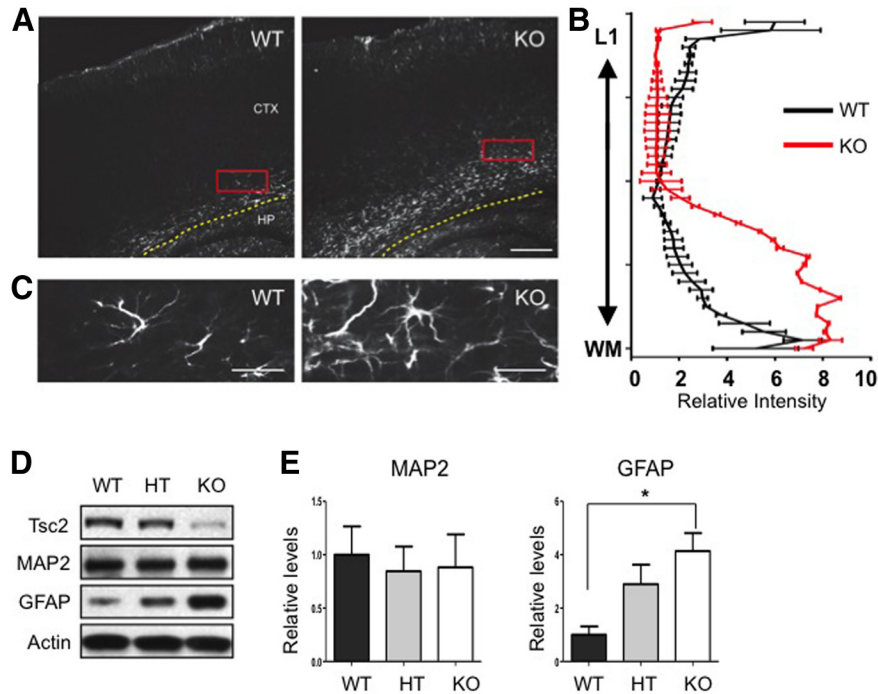 A
WT
CTX
HP
KO
B
L1
WM
WT
KO
0 2 4 6 8 10
Relative Intensity
C
WT
KO
D
WT HT KO
Tsc2
MAP2
GFAP
Actin
E
MAP2
Relative levels
1.5
1.0
0.5
0.0
WT HT KO
GFAP
*
Relative levels
6
4
2
0
WT HT KO